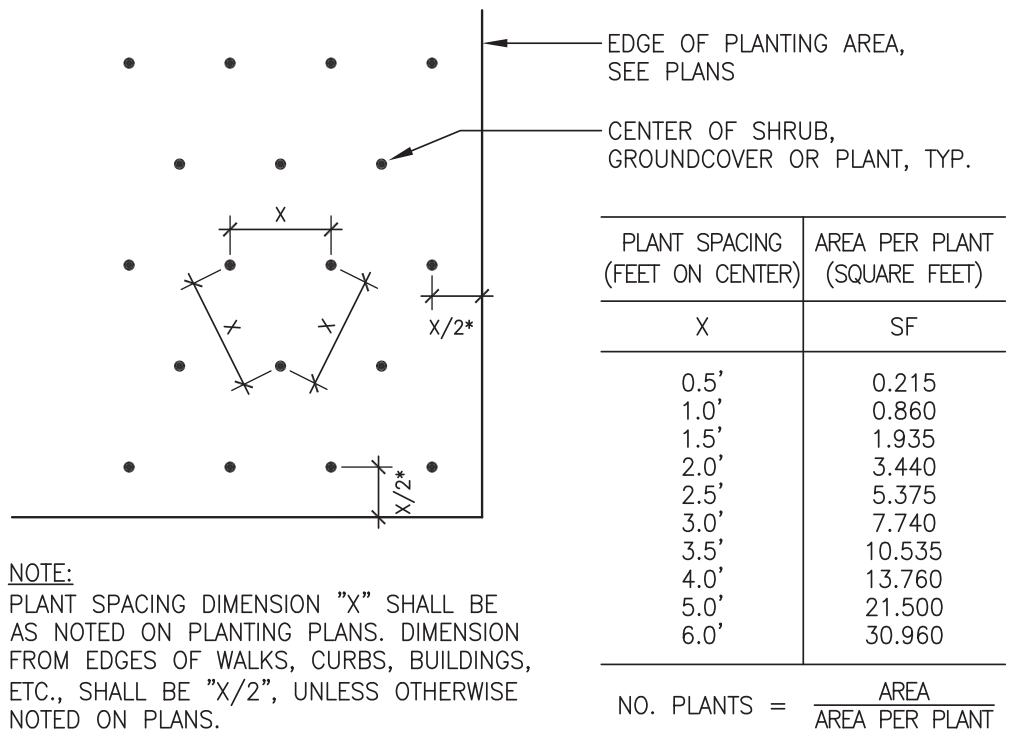 EDGE OF PLANTING AREA,
SEE PLANS
CENTER OF SHRUB,
GROUNDCOVER OR PLANT, TYP.
X
X
X
X/2*
X/2*
PLANT SPACING AREA PER PLANT
(FEET ON CENTER) (SQUARE FEET)
X SF
0.5' 0.215
1.0' 0.860
1.5' 1.935
2.0' 3.440
2.5' 5.375
3.0' 7.740
3.5' 10.535
4.0' 13.760
5.0' 21.500
6.0' 30.960
NO. PLANTS = AREA
AREA PER PLANT
NOTE:
PLANT SPACING DIMENSION "X" SHALL BE
AS NOTED ON PLANTING PLANS. DIMENSION
FROM EDGES OF WALKS, CURBS, BUILDINGS,
ETC., SHALL BE "X/2", UNLESS OTHERWISE
NOTED ON PLANS.